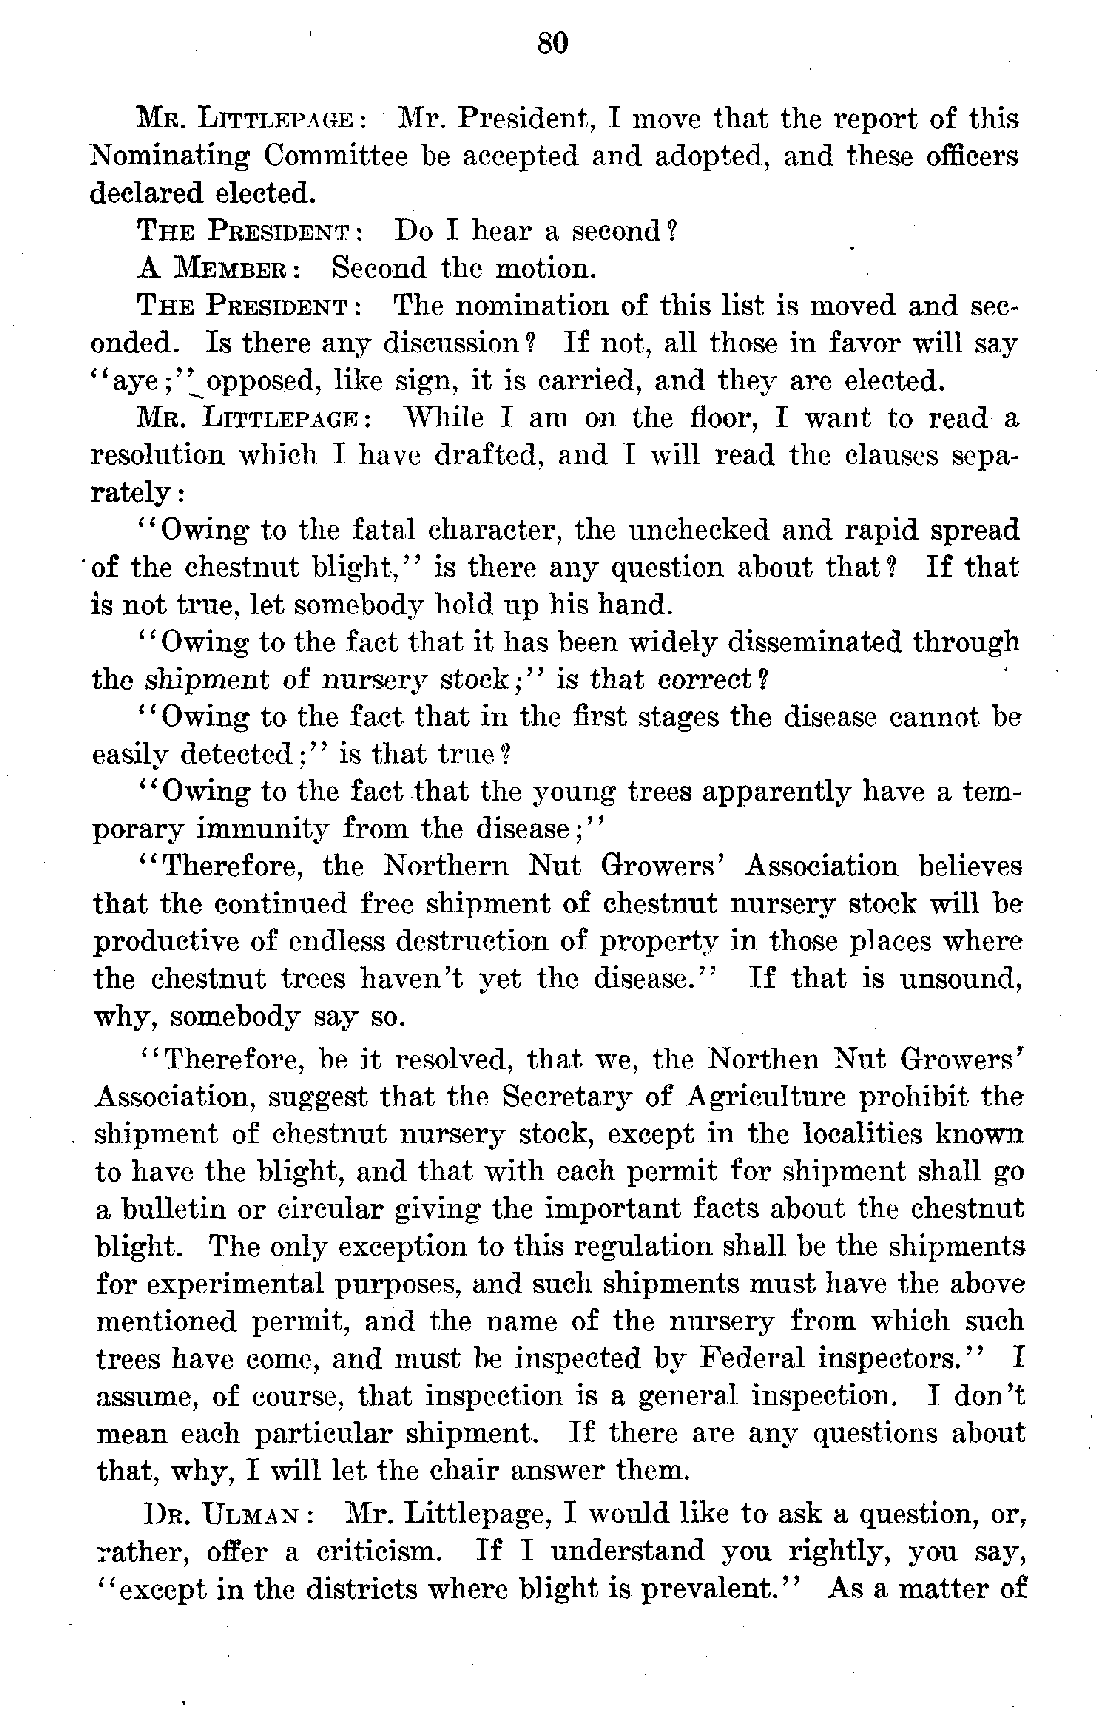 80
MR. LITTLEPAGE: Mr. President, I move that the report of this
Nominating Committee be accepted and adopted, and these officers
declared elected.
THE PRESIDENT: Do I hear a second?
A MEMBER: Second the motion.
THE PRESIDENT: The nomination of this list is moved and sec-
onded. Is there any discussion? If not, all those in favor will say
"aye;" opposed, like sign, it is carried, and they are elected.
MR. LITTLEPAGE: While I am on the floor, I want to read a
resolution which I have drafted, and I will read the clauses sepa-
rately:
"Owing to the fatal character, the unchecked and rapid spread
of the chestnut blight," is there any question about that? If that
is not true, let somebody hold up his hand.
"Owing to the fact that it has been widely disseminated through
the shipment of nursery stock;" is that correct?
"Owing to the fact that in the first stages the disease cannot be
easily detected;" is that true?
"Owing to the fact that the young trees apparently have a tem-
porary immunity from the disease;"
"Therefore, the Northern Nut Growers' Association believes
that the continued free shipment of chestnut nursery stock will be
productive of endless destruction of property in those places where
the chestnut trees haven't yet the disease." If that is unsound,
why, somebody say so.
"Therefore, be it resolved, that we, the Northen Nut Growers'
Association, suggest that the Secretary of Agriculture prohibit the
shipment of chestnut nursery stock, except in the localities known
to have the blight, and that with each permit for shipment shall go
a bulletin or circular giving the important facts about the chestnut
blight. The only exception to this regulation shall be the shipments
for experimental purposes, and such shipments must have the above
mentioned permit, and the name of the nursery from which such
trees have come, and must be inspected by Federal inspectors." I
assume, of course, that inspection is a general inspection. I don't
mean each particular shipment. If there are any questions about
that, why, I will let the chair answer them.
DR. ULMAN: Mr. Littlepage, I would like to ask a question, or,
rather, offer a criticism. If I understand you rightly, you say,
"except in the districts where blight is prevalent." As a matter of